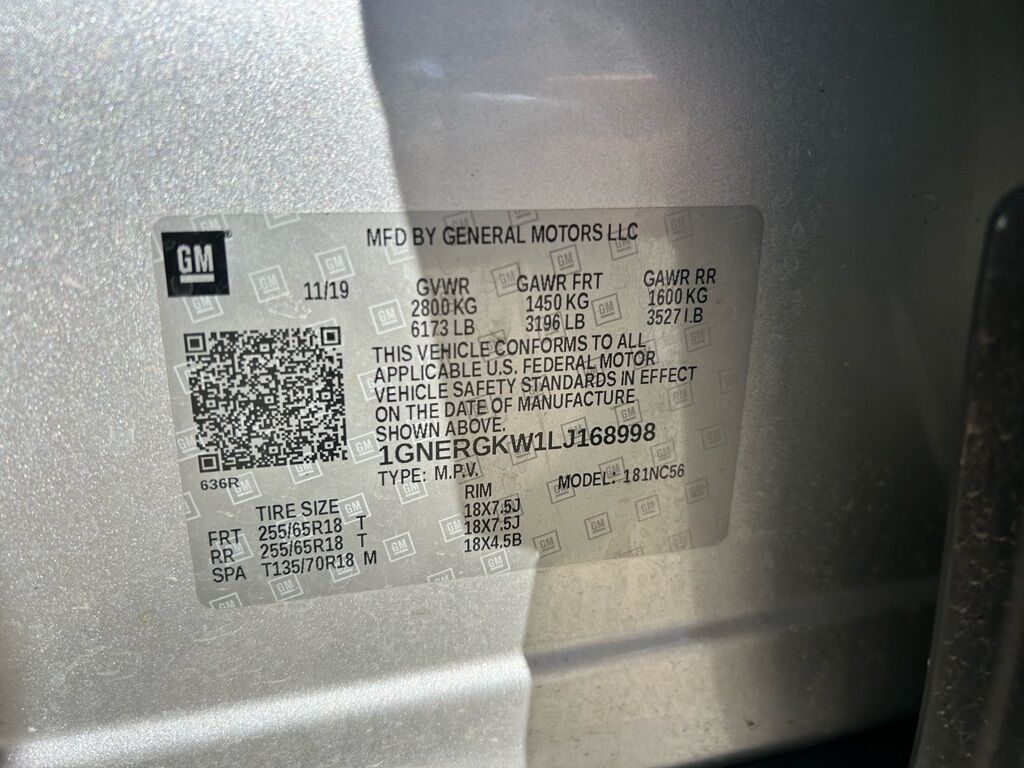 GM
MFD BY GENERAL MOTORS LLC
11/19
GVWR GAWR FRT GAWR RR
2800 KG 1450 KG 1600 KG
6173 LB 3196 LB 3527 LB
THIS VEHICLE CONFORMS TO ALL
APPLICABLE U.S. FEDERAL MOTOR
VEHICLE SAFETY STANDARDS IN EFFECT
ON THE DATE OF MANUFACTURE
SHOWN ABOVE.
1GNERGKW1LJ168998
TYPE: M.P.V. MODEL: 181NC56
636R
TIRE SIZE RIM
FRT 255/65R18 T 18X7.5J
RR 255/65R18 T 18X7.5J
SPA T135/70R18 M 18X4.5B